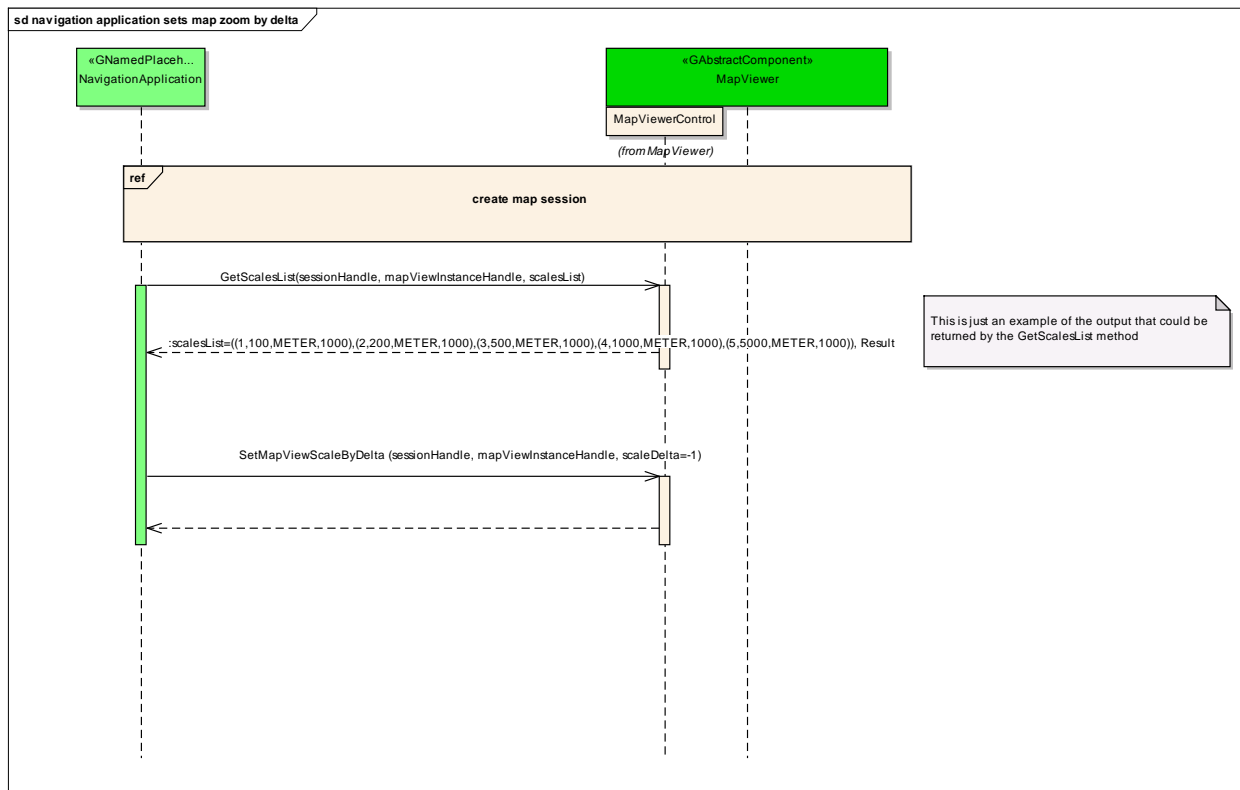 sd navigation application sets map zoom by delta
«GNamedPlaceh...
NavigationApplication
«GAbstractComponent»
MapViewer
MapViewerControl
(from MapViewer)
ref
create map session
GetScalesList(sessionHandle, mapViewInstanceHandle, scalesList)
This is just an example of the output that could be
returned by the GetScalesList method
:scalesList=((1,100,METER,1000),(2,200,METER,1000),(3,500,METER,1000),(4,1000,METER,1000),(5,5000,METER,1000)), Result
SetMapViewScaleByDelta (sessionHandle, mapViewInstanceHandle, scaleDelta=-1)